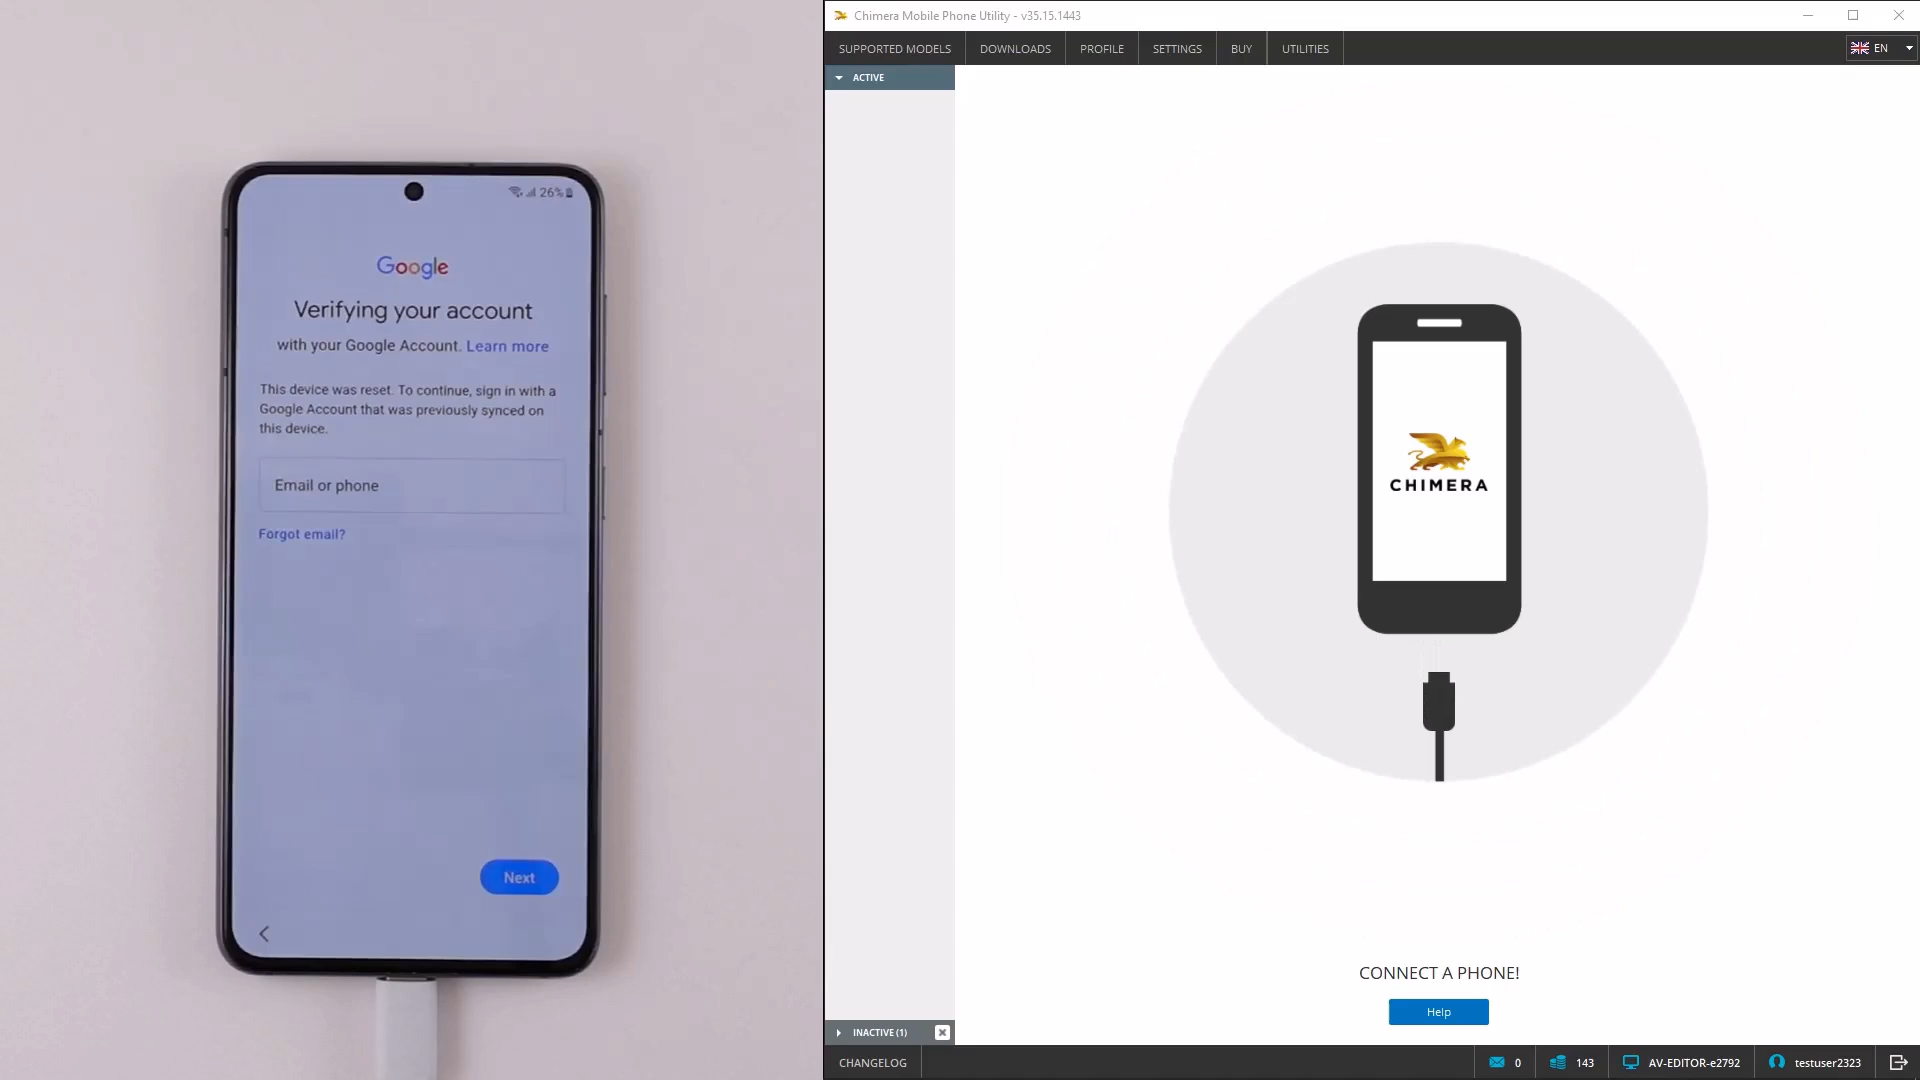 26%
Google
Verifying your account
with your Google Account. Learn more
This device was reset. To continue, sign in with a
Google Account that was previously synced on
this device.
Email or phone
Forgot email?
Next
Chimera Mobile Phone Utility - v35.15.1443
SUPPORTED MODELS
DOWNLOADS
PROFILE
SETTINGS
BUY
UTILITIES
EN
ACTIVE
CHIMERA
CONNECT A PHONE!
Help
INACTIVE (1)
CHANGELOG
0
143
AV-EDITOR-e2792
testuser2323